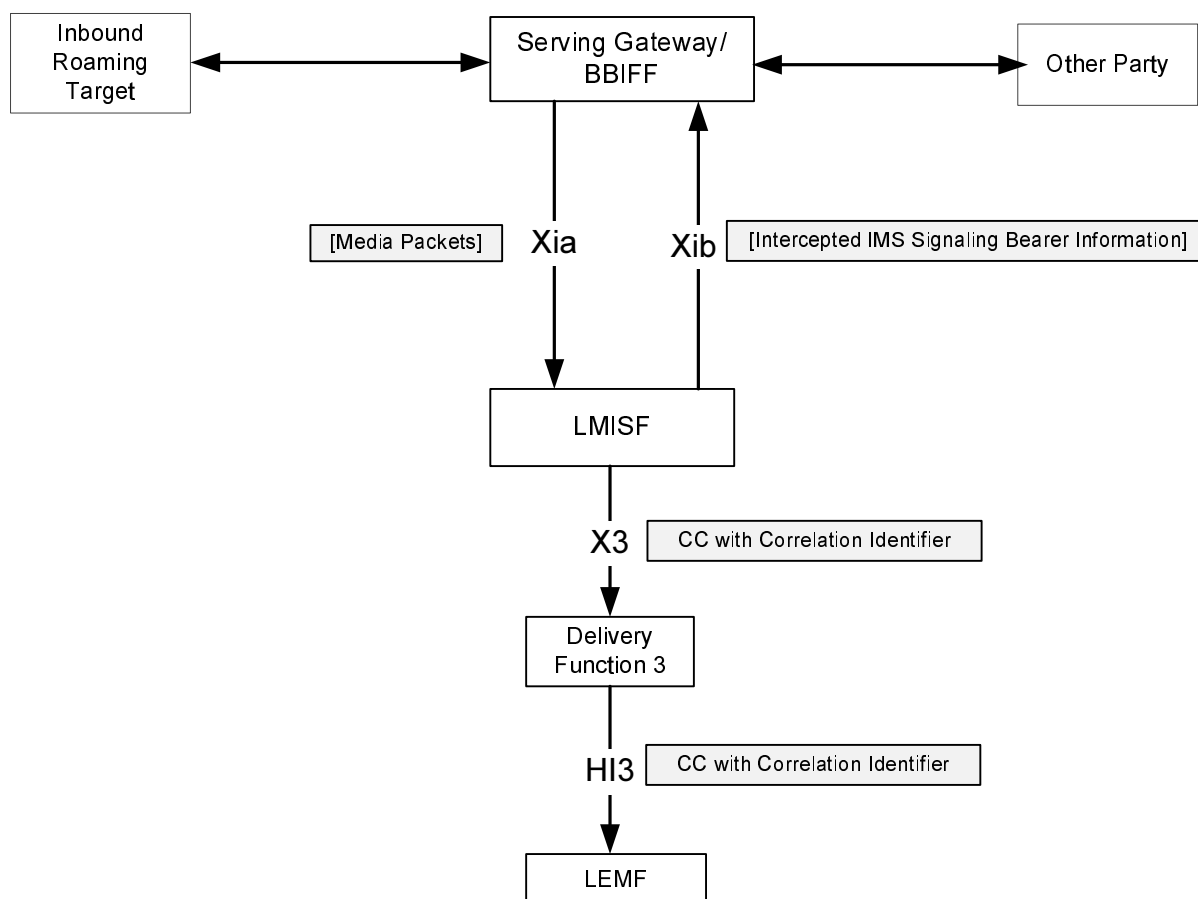 Inbound
Roaming
Target
Serving Gateway/
BBIFF
Other Party
[Media Packets]
Xia
Xib
[Intercepted IMS Signaling Bearer Information]
LMISF
X3
CC with Correlation Identifier
Delivery
Function 3
HI3
CC with Correlation Identifier
LEMF